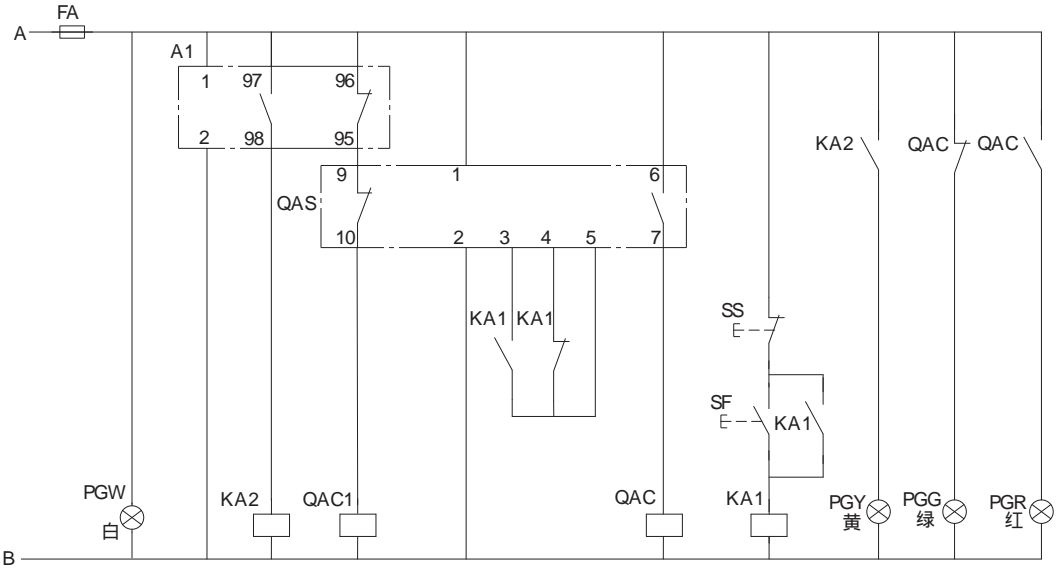 FA
A
A1
1 97 96
2 98 95
KA2 QAC QAC
9 1 6
QAS
10 2 3 4 5 7
SS
KA1 KA1
SF
KA1
PGW
白
KA2 QAC1 QAC KA1
PGY
黄
PGG
绿
PGR
红
B